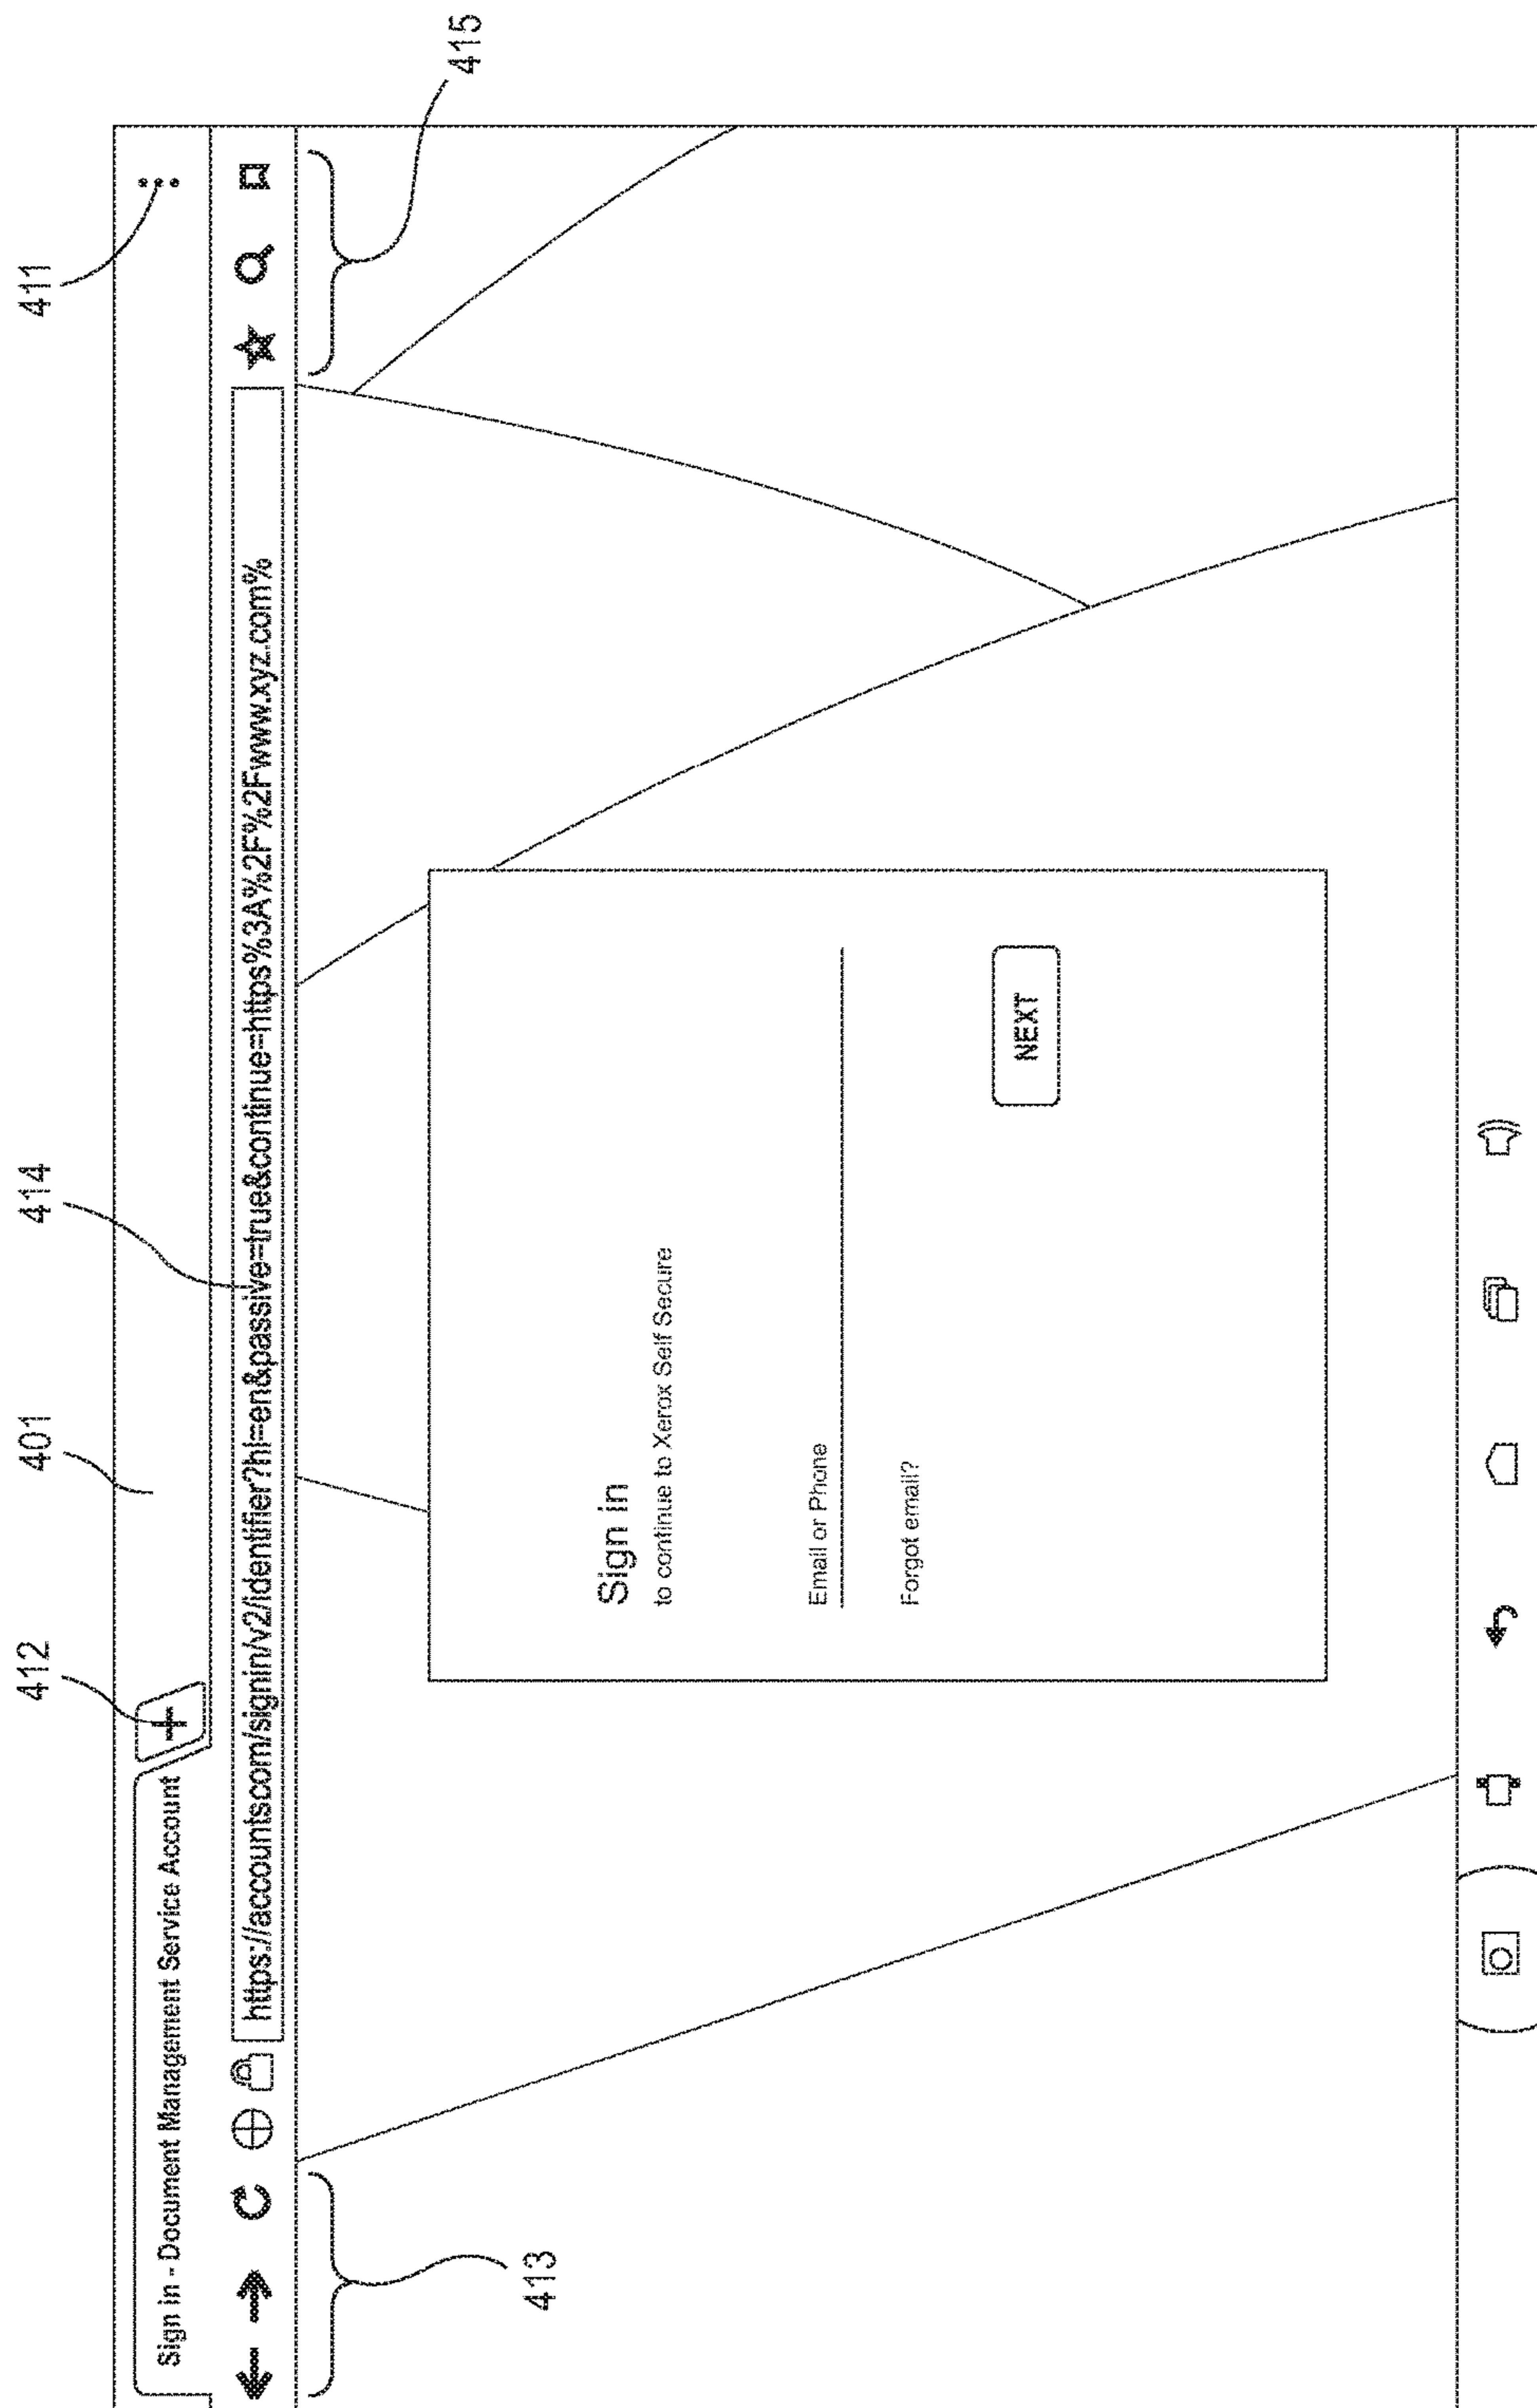 411
414
401
412
Sign in - Document Management Service Account
+
https://accountscom/signin/v2/identifier?hl=en&passive=true&continue=https%3A%2F%2Fwww.xyz.com%
413
415
Sign in
to continue to Xerox Self Secure
Email or Phone
Forgot email?
NEXT